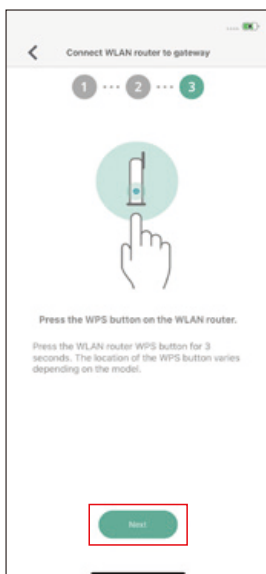 Connect WLAN router to gateway
1 2 3
Press the WPS button on the WLAN router.
Press the WLAN router WPS button for 3
seconds. The location of the WPS button varies
depending on the model.
Next